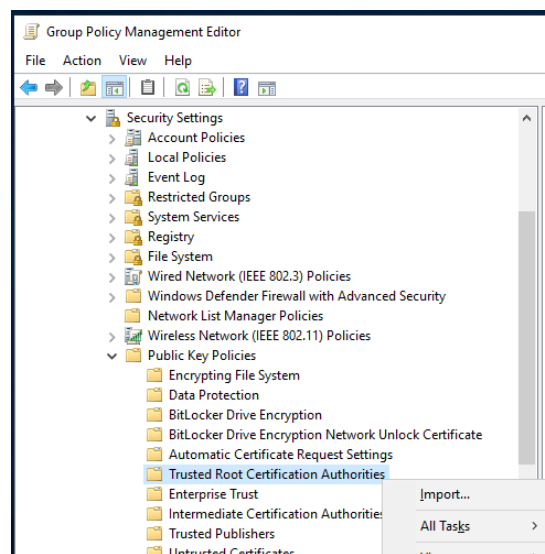 Group Policy Management Editor
File Action View Help
Security Settings
Account Policies
Local Policies
Event Log
Restricted Groups
System Services
Registry
File System
Wired Network (IEEE 802.3) Policies
Windows Defender Firewall with Advanced Security
Network List Manager Policies
Wireless Network (IEEE 802.11) Policies
Public Key Policies
Encrypting File System
Data Protection
BitLocker Drive Encryption
BitLocker Drive Encryption Network Unlock Certificate
Automatic Certificate Request Settings
Trusted Root Certification Authorities
Enterprise Trust
Import...
Intermediate Certification Authorities
All Tasks
Trusted Publishers
Untrusted Certificates